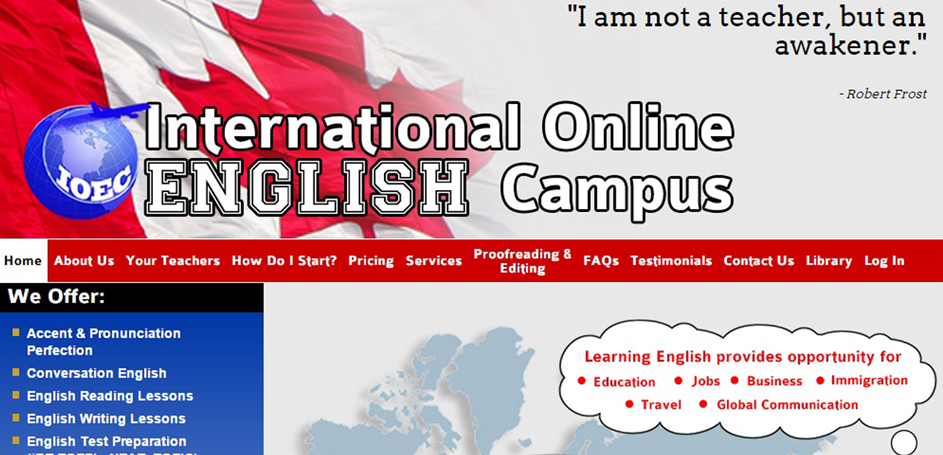 "I am not a teacher, but an
awakener."
- Robert Frost
International Online
ENGLISH Campus
IOEC
Home About Us Your Teachers How Do I Start? Pricing Services Proofreading & Editing FAQs Testimonials Contact Us Library Log In
We Offer:
Accent & Pronunciation
Perfection
Conversation English
English Reading Lessons
English Writing Lessons
English Test Preparation
Learning English provides opportunity for
Education Jobs Business Immigration
Travel Global Communication